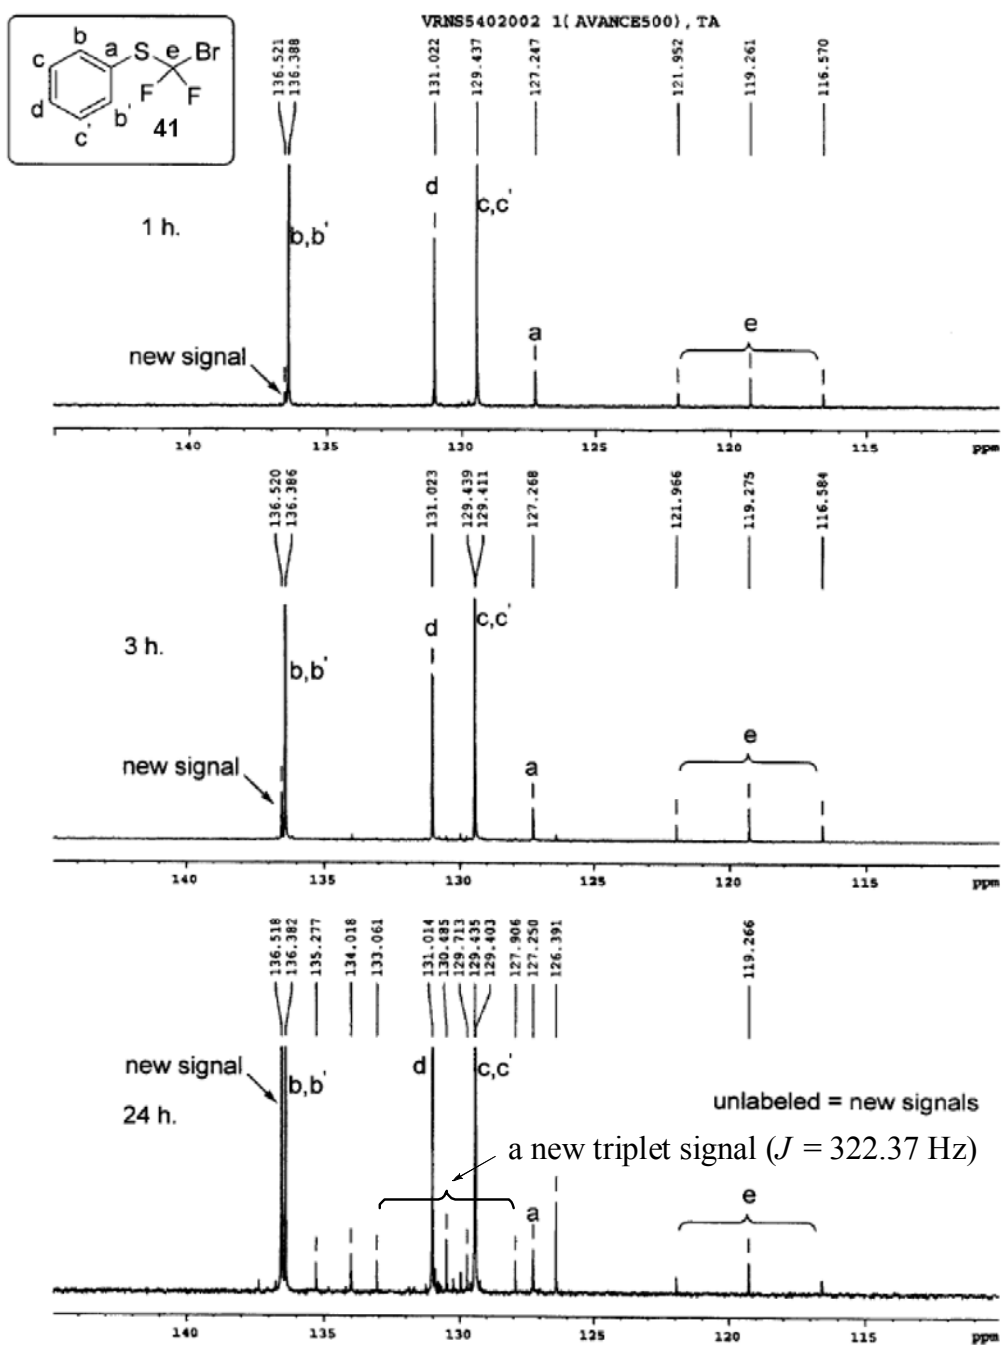 VRNS5402002 1( AVANCE500), TA
b
a
S
e
Br
c
F
F
d
b'
c'
41
136.521
136.388
131.022
129.437
127.247
121.952
119.261
116.570
1 h.
b,b'
d
c,c'
a
e
new signal
140
135
130
125
120
115
ppm
136.520
136.386
131.023
129.439
129.411
127.268
121.966
119.275
116.584
3 h.
b,b'
d
c,c'
a
e
new signal
140
135
130
125
120
115
ppm
136.518
136.382
135.277
134.018
133.061
131.014
130.485
129.713
129.435
129.403
127.906
127.250
126.391
119.266
new signal
b,b'
d
c,c'
24 h.
unlabeled = new signals
a new triplet signal (J = 322.37 Hz)
a
e
140
135
130
125
120
115
ppm